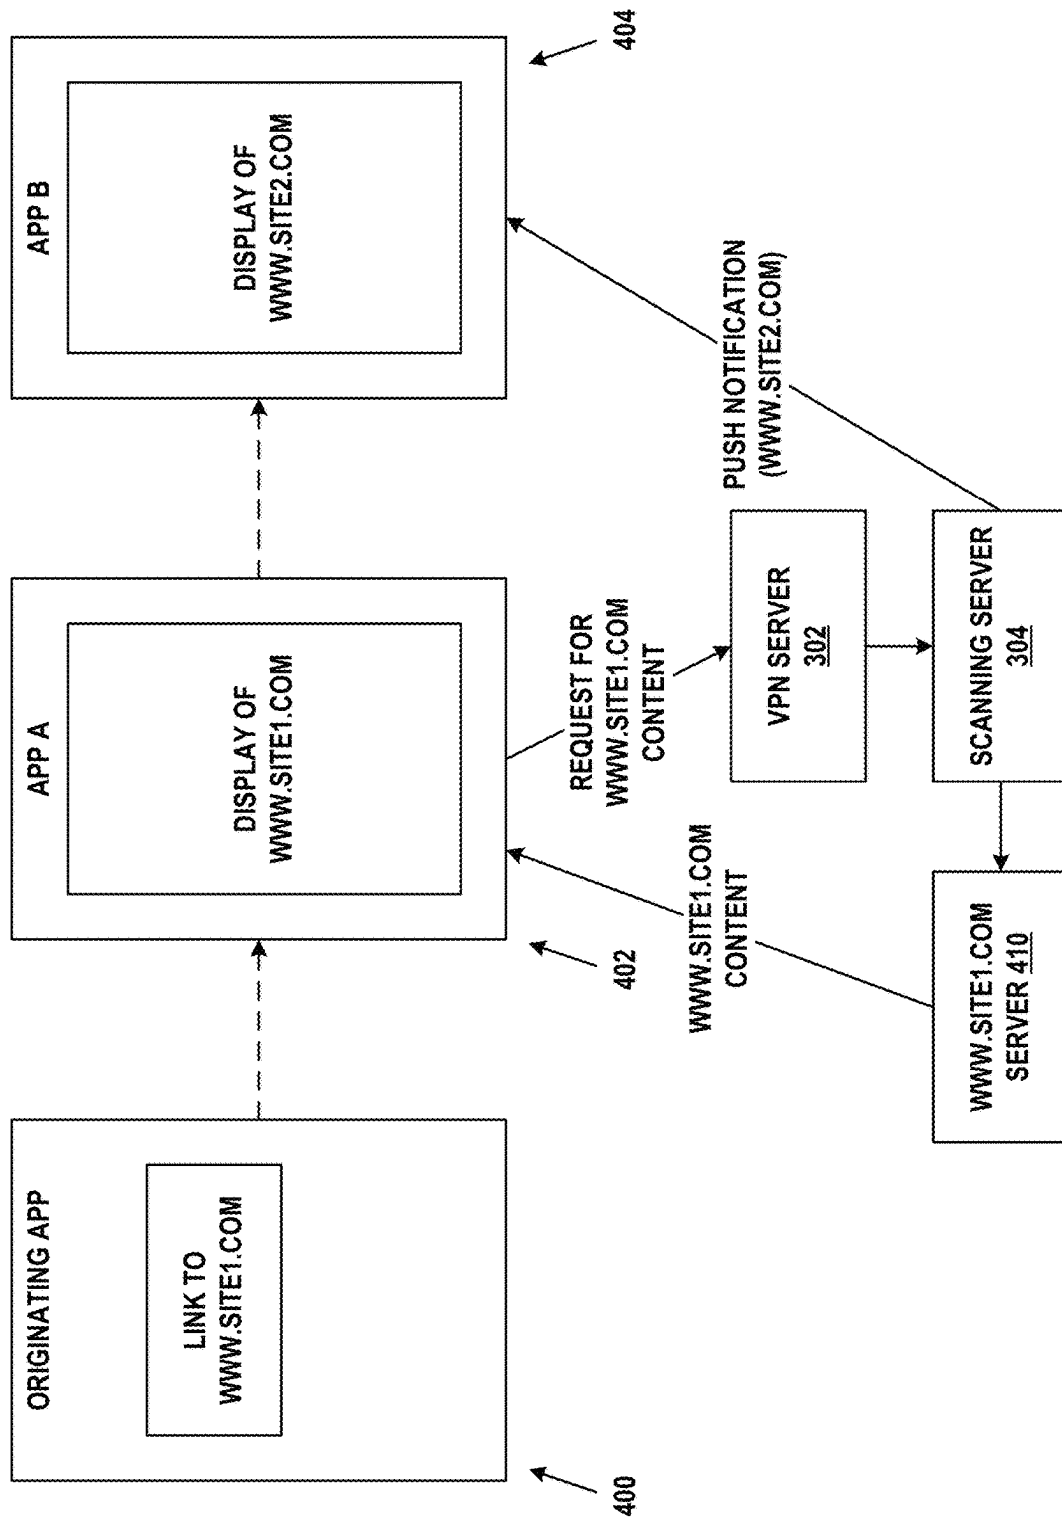 ORIGINATING APP
LINK TO
WWW.SITE1.COM
400
APP A
DISPLAY OF
WWW.SITE1.COM
402
APP B
DISPLAY OF
WWW.SITE2.COM
404
WWW.SITE1.COM
CONTENT
REQUEST FOR
WWW.SITE1.COM
CONTENT
PUSH NOTIFICATION
(WWW.SITE2.COM)
VPN SERVER
302
WWW.SITE1.COM
SERVER 410
SCANNING SERVER
304